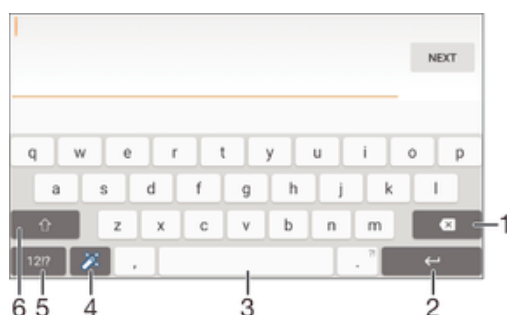 NEXT
q w e r t y u i o p
a s d f g h j k l
z x c v b n m 1
12!? , . ?!
6 5 4 3 2